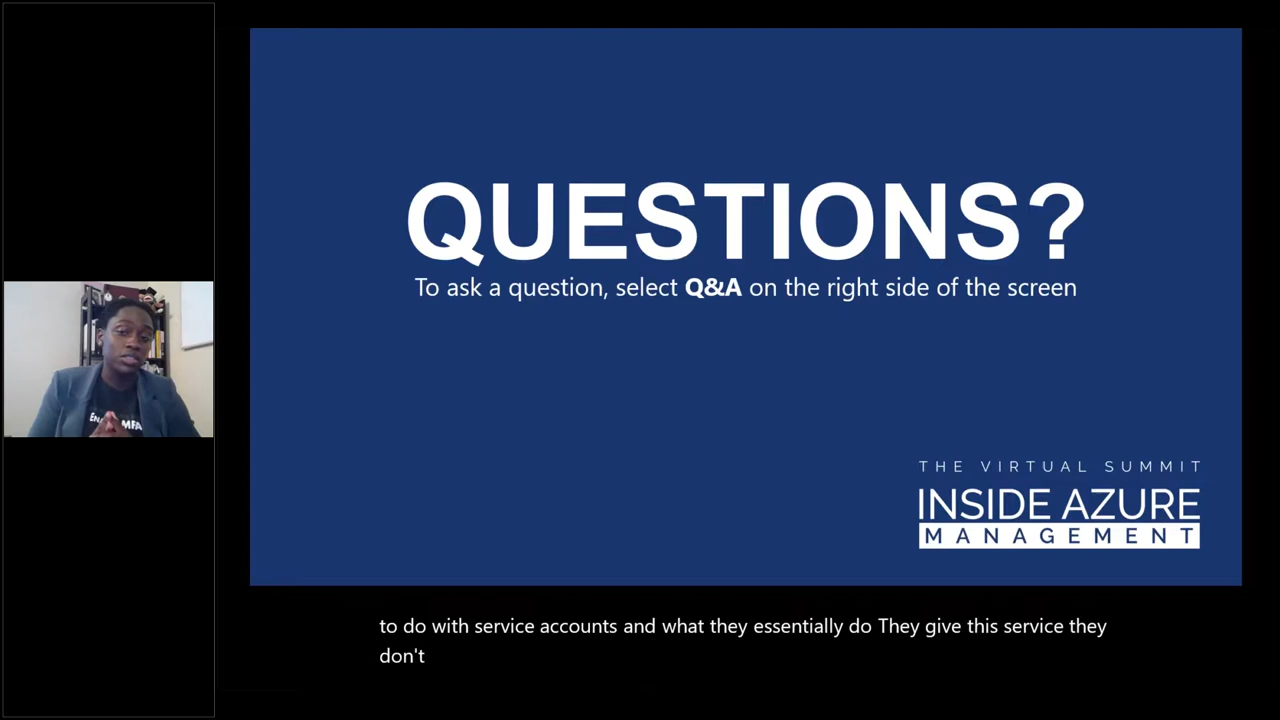 QUESTIONS?
To ask a question, select Q&A on the right side of the screen
THE VIRTUAL SUMMIT
INSIDE AZURE
MANAGEMENT
to do with service accounts and what they essentially do They give this service they
don't